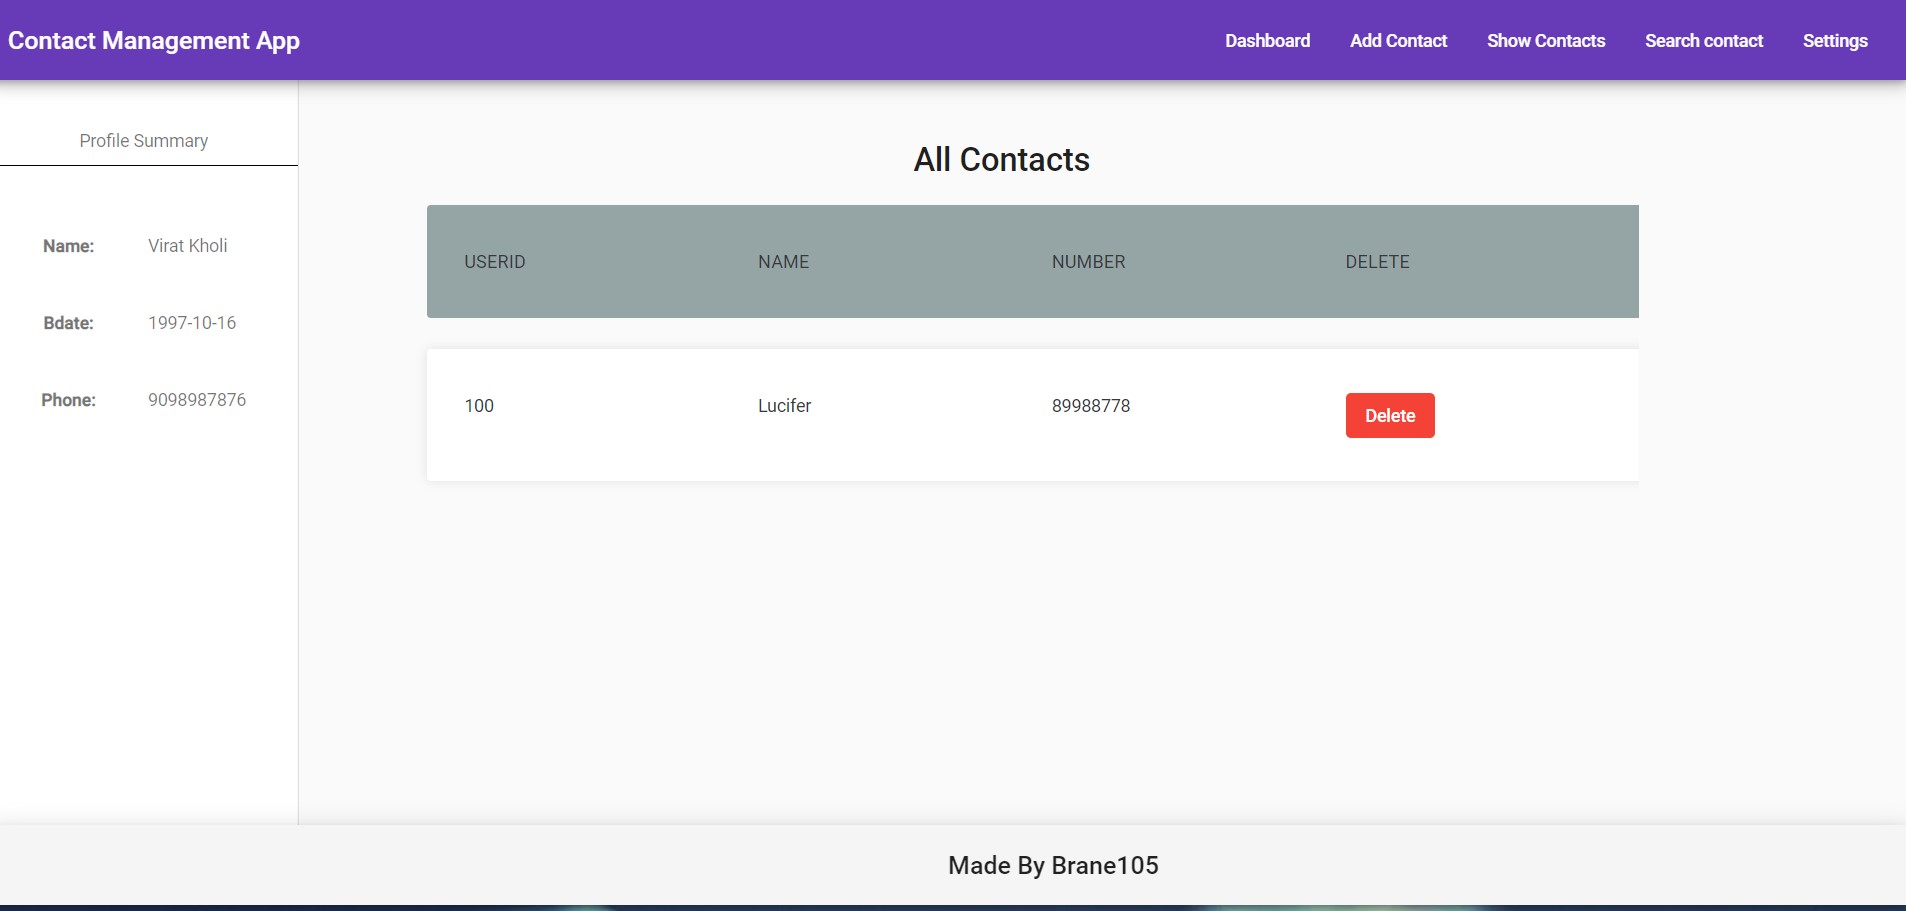 Contact Management App
Dashboard Add Contact Show Contacts Search contact Settings
Profile Summary
Name: Virat Kholi
Bdate: 1997-10-16
Phone: 9098987876
All Contacts
USERID NAME NUMBER DELETE
100 Lucifer 89988778 Delete
Made By Brane105